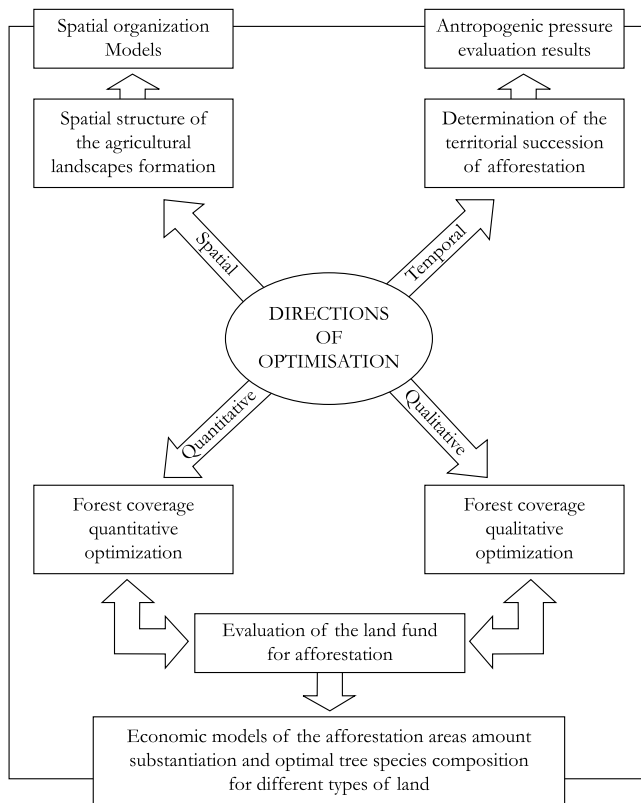 Spatial organization
Models
Antropogenic pressure
evaluation results
Spatial structure of
the agricultural
landscapes formation
Determination of the
territorial succession
of afforestation
Spatial
Temporal
DIRECTIONS
OF
OPTIMISATION
Quantitative
Qualitative
Forest coverage
quantitative
optimization
Forest coverage
qualitative
optimization
Evaluation of the land fund
for afforestation
Economic models of the afforestation areas amount
substantiation and optimal tree species composition
for different types of land